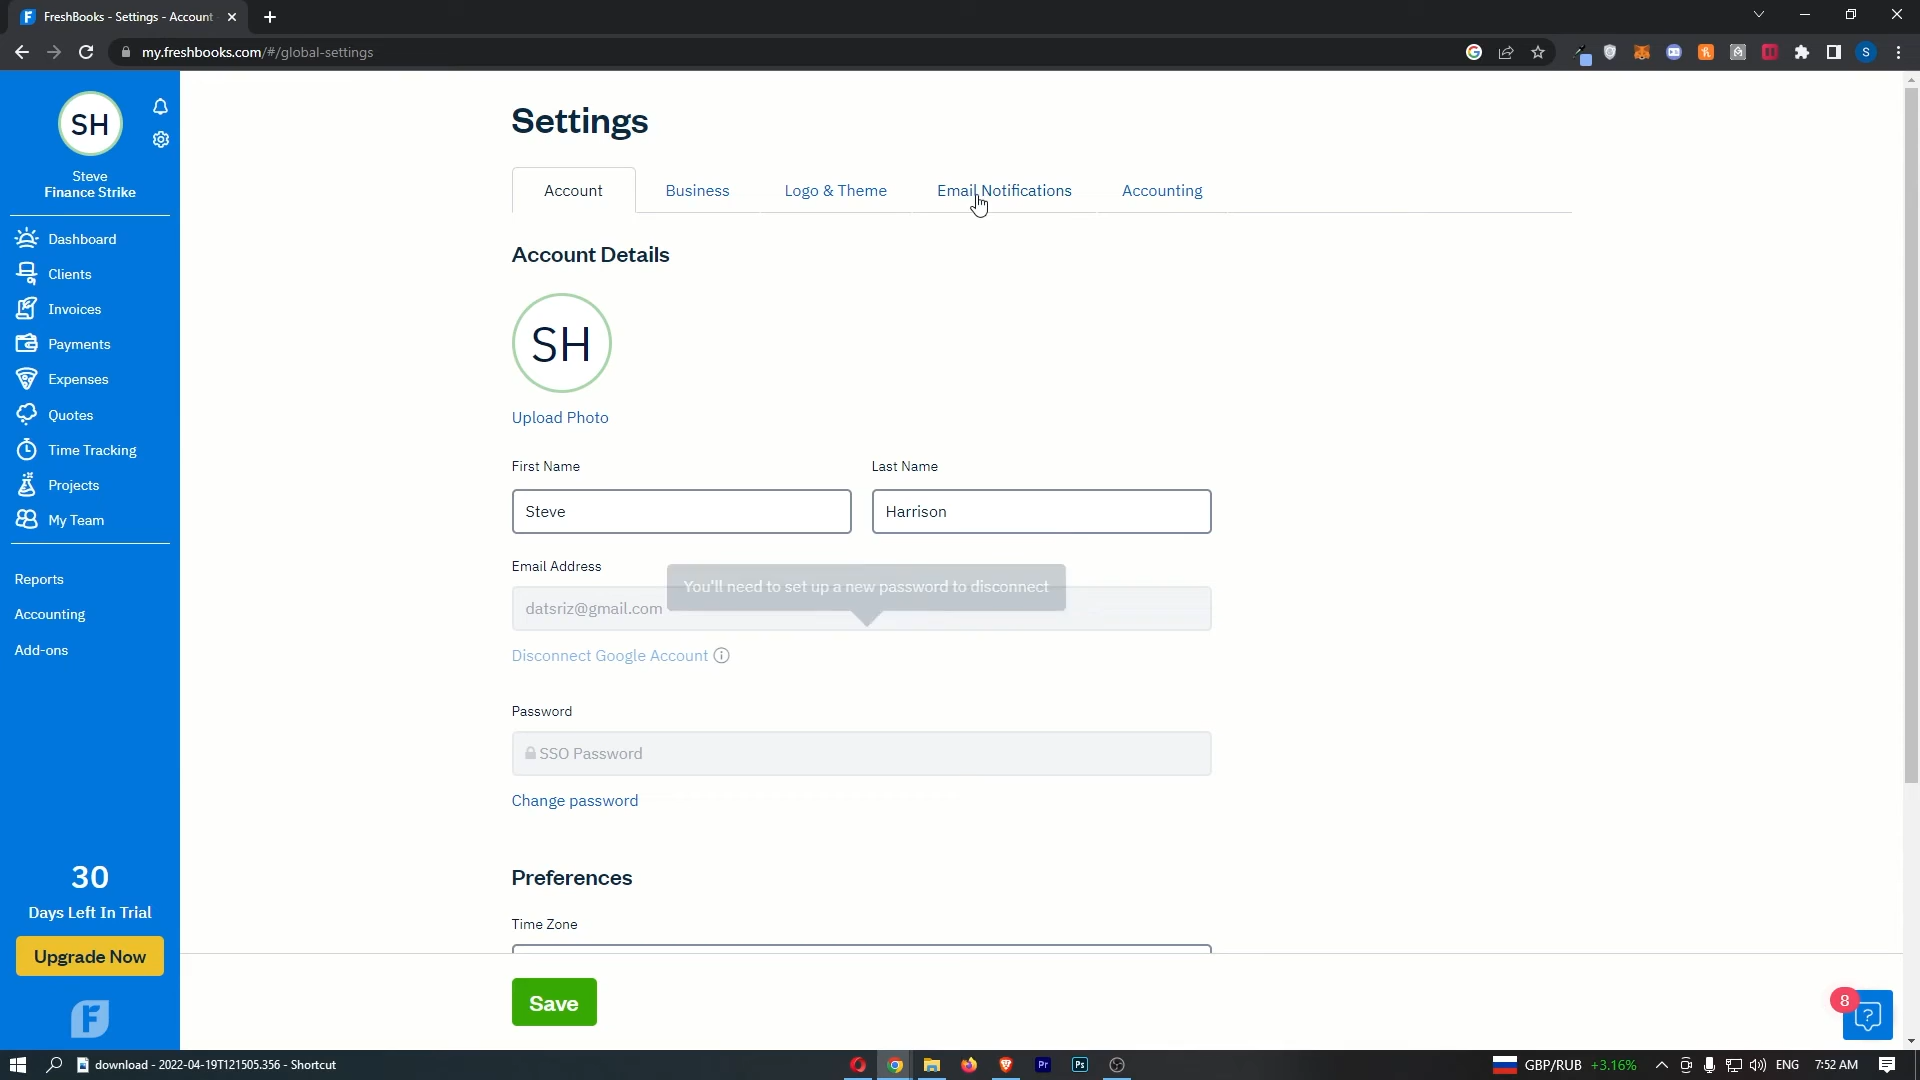 FreshBooks - Settings - Account
my.freshbooks.com/#/global-settings
S
SH
Steve
Finance Strike
Dashboard
Clients
Invoices
Payments
Expenses
Quotes
Time Tracking
Projects
My Team
Reports
Accounting
Add-ons
30
Days Left In Trial
Upgrade Now
Settings
Account
Business
Logo & Theme
Email Notifications
Accounting
Account Details
SH
Upload Photo
First Name
Last Name
Steve
Harrison
Email Address
You'll need to set up a new password to disconnect
datsriz@gmail.com
Disconnect Google Account
Password
SSO Password
Change password
Preferences
Time Zone
Save
8
?
download - 2022-04-19T121505.356 - Shortcut
Pr
Ps
GBP/RUB +3.16%
ENG
7:52 AM